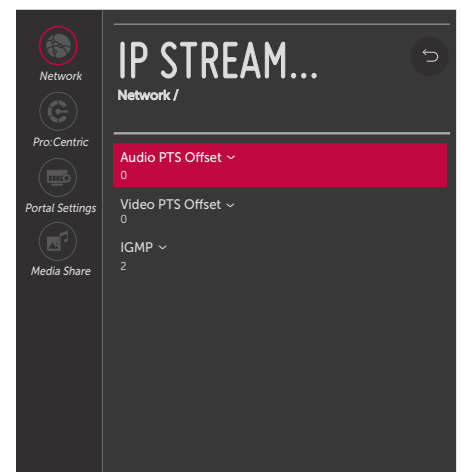 Network
Pro:Centric
Portal Settings
Media Share
IP STREAM...
Network /
Audio PTS Offset
0
Video PTS Offset
0
IGMP
2